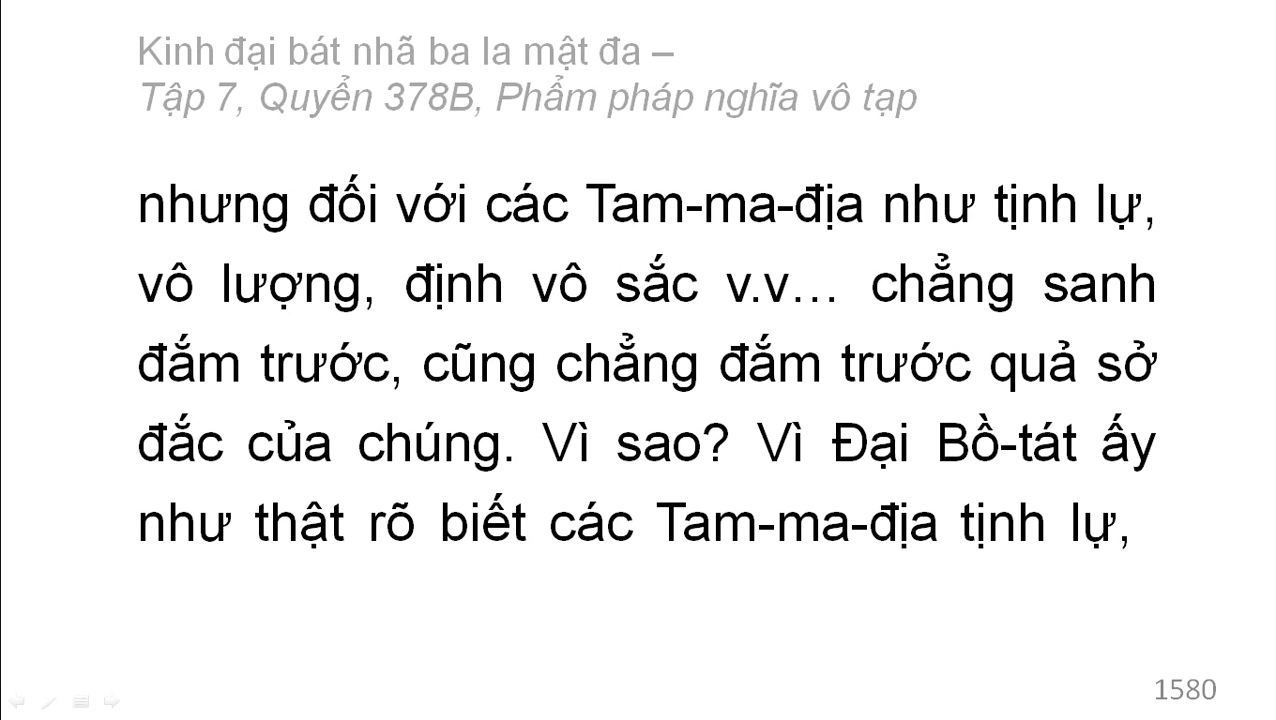 Kinh đại bát nhã ba la mật đa –
Tập 7, Quyển 378B, Phẩm pháp nghĩa vô tạp
nhưng đối với các Tam-ma-địa như tịnh lự,
vô lượng, định vô sắc v.v… chẳng sanh
đắm trước, cũng chẳng đắm trước quả sở
đắc của chúng. Vì sao? Vì Đại Bồ-tát ấy
như thật rõ biết các Tam-ma-địa tịnh lự,
1580